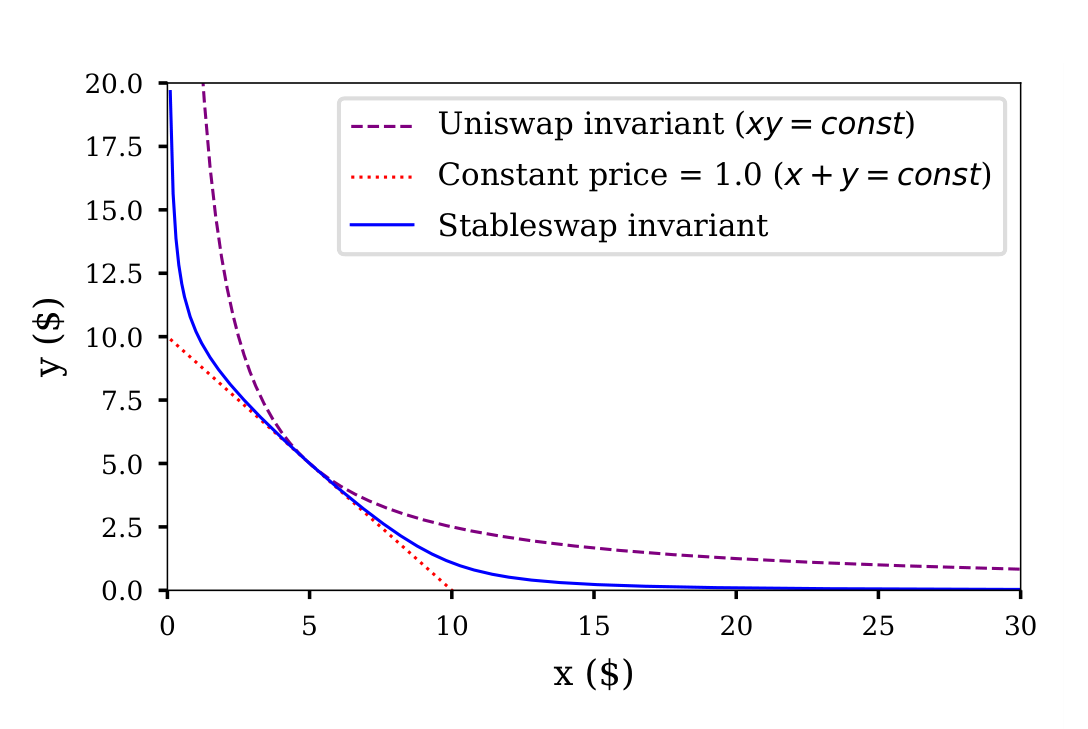 20.0
17.5
15.0
12.5
10.0
7.5
5.0
2.5
0.0
y ($)
Uniswap invariant (xy = const)
Constant price = 1.0 (x + y = const)
Stableswap invariant
0 5 10 15 20 25 30
x ($)